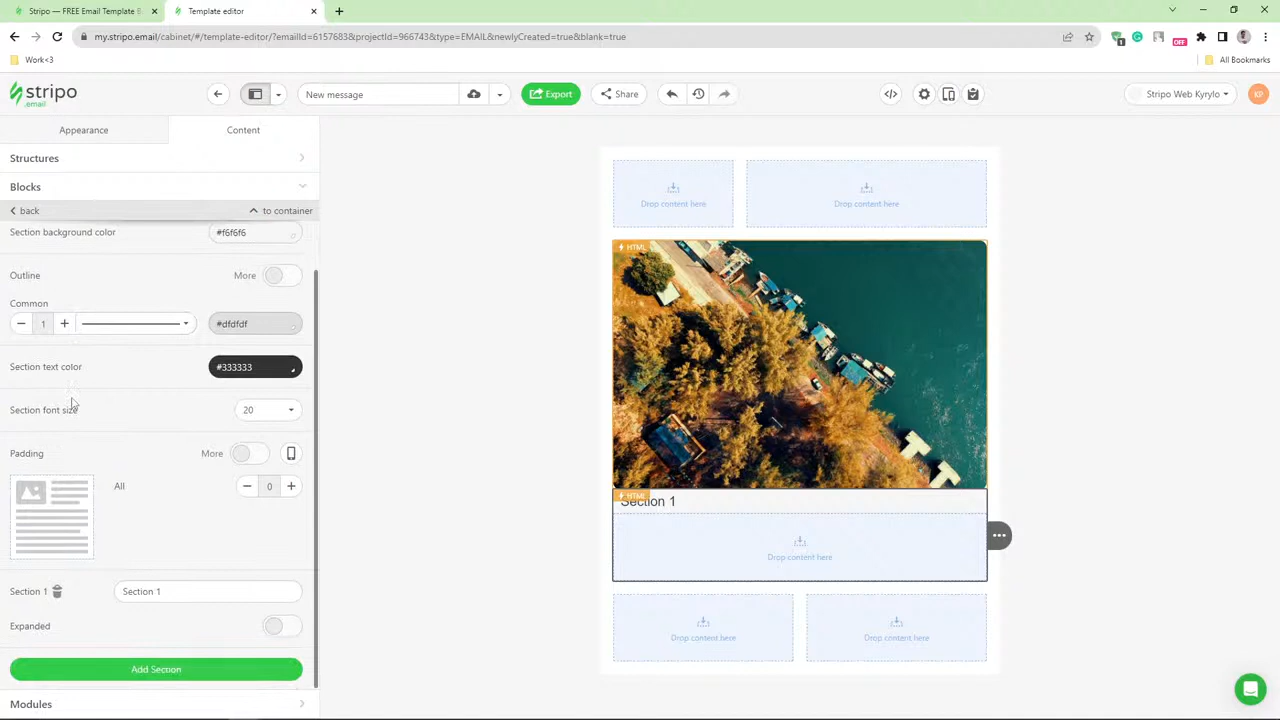 Stripo — FREE Email Template B
Template editor
my.stripo.email/cabinet/#/template-editor/?emailId=6157683&projectId=966743&type=EMAIL&newlyCreated=true&blank=true
1
OFF
Work<3
All Bookmarks
stripo
.email
New message
Export
Share
Stripo Web Kyrylo
KP
Appearance
Content
Structures
Blocks
back
to container
Section background color
#f6f6f6
Outline
More
Common
1
#dfdfdf
Section text color
#333333
Section font size
20
Padding
More
All
0
Section 1
Section 1
Expanded
Add Section
Modules
Drop content here
Drop content here
HTML
HTML
Section 1
Drop content here
Drop content here
Drop content here